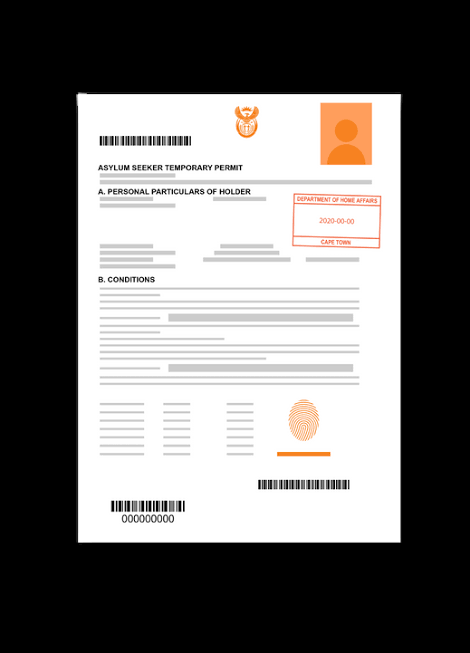 ASYLUM SEEKER TEMPORARY PERMIT
A. PERSONAL PARTICULARS OF HOLDER
DEPARTMENT OF HOME AFFAIRS
2020-00-00
CAPE TOWN
B. CONDITIONS
000000000